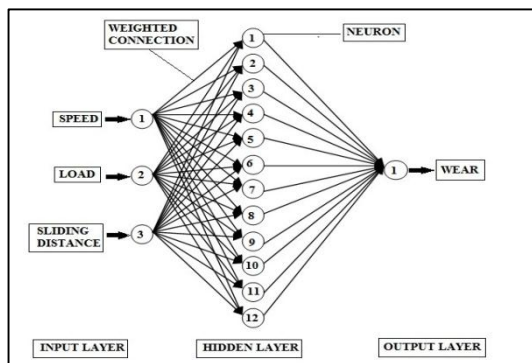 WEIGHTED
CONNECTION
NEURON
SPEED
LOAD
SLIDING
DISTANCE
1
2
3
1
2
3
4
5
6
7
8
9
10
11
12
1
WEAR
INPUT LAYER
HIDDEN LAYER
OUTPUT LAYER